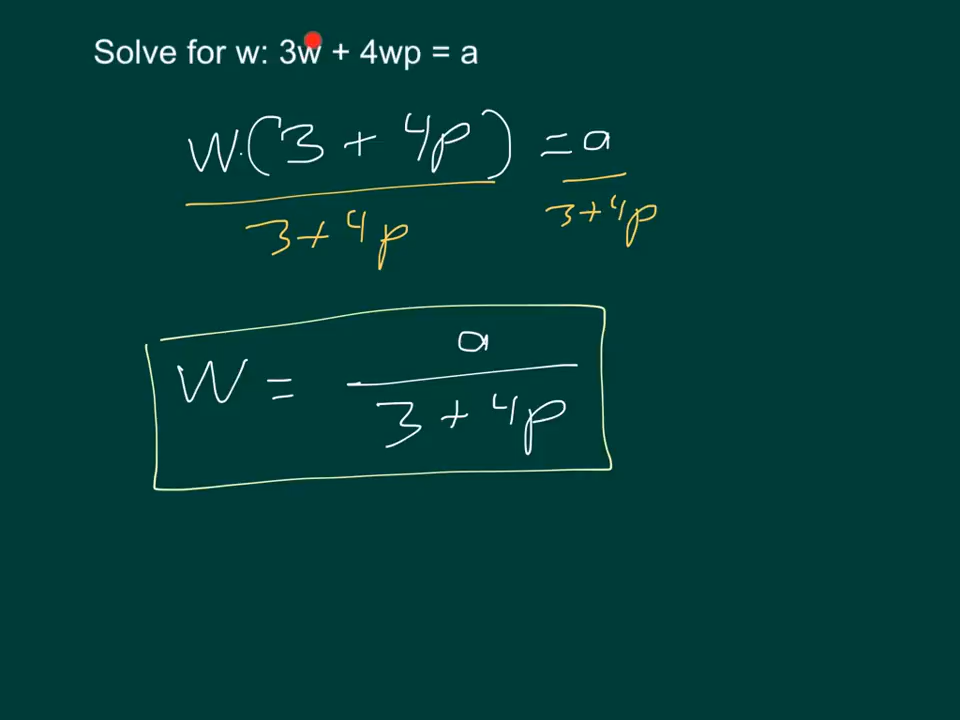 Solve for w: 3w + 4wp = a
w·(3 + 4p) = a
3+4p 3+4p
W = a
3 + 4p